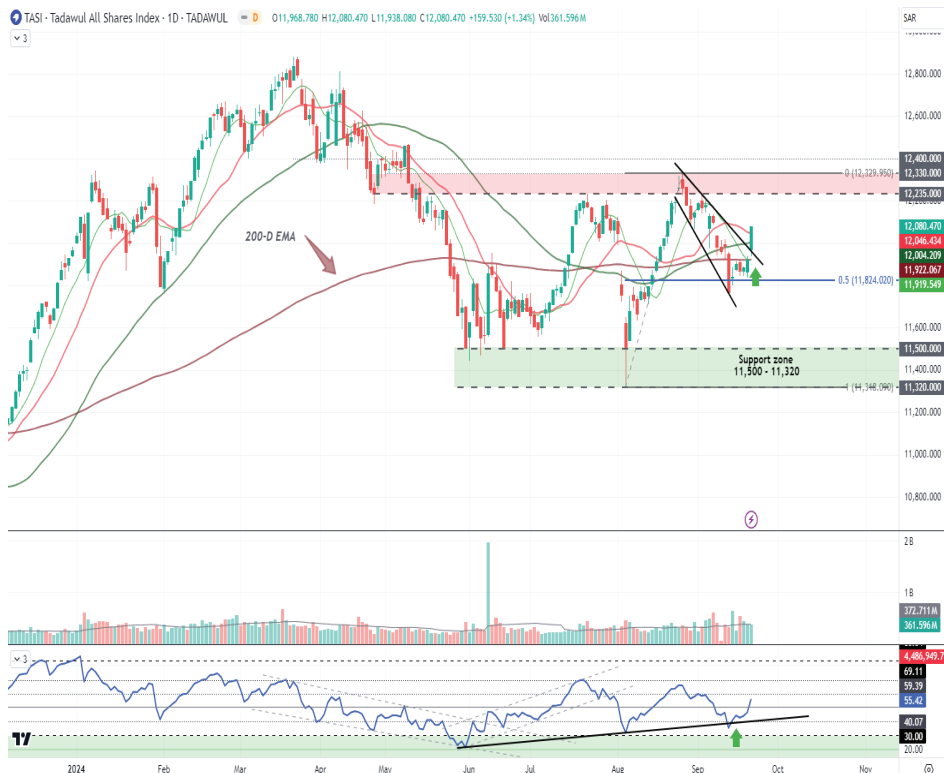 TASI · Tadawul All Shares Index · 1D · TADAWUL D O11,968.780 H12,080.470 L11,938.080 C12,080.470 +159.530 (+1.34%) Vol361.596M
SAR
3
12,800.000
12,600.000
12,400.000
0 (12,329.950)
12,330.000
12,235.000
200-D EMA
12,080.470
12,046.434
12,004.209
11,922.067
11,919.549
0.5 (11,824.020)
11,600.000
11,500.000
Support zone
11,500 - 11,320
11,400.000
11,320.000
11,200.000
11,000.000
10,800.000
2B
1B
372.711M
361.596M
3
4,486,949.7
69.11
59.39
55.42
40.07
30.00
20.00
2024 Feb Mar Apr May Jun Jul Aug Sep Oct Nov